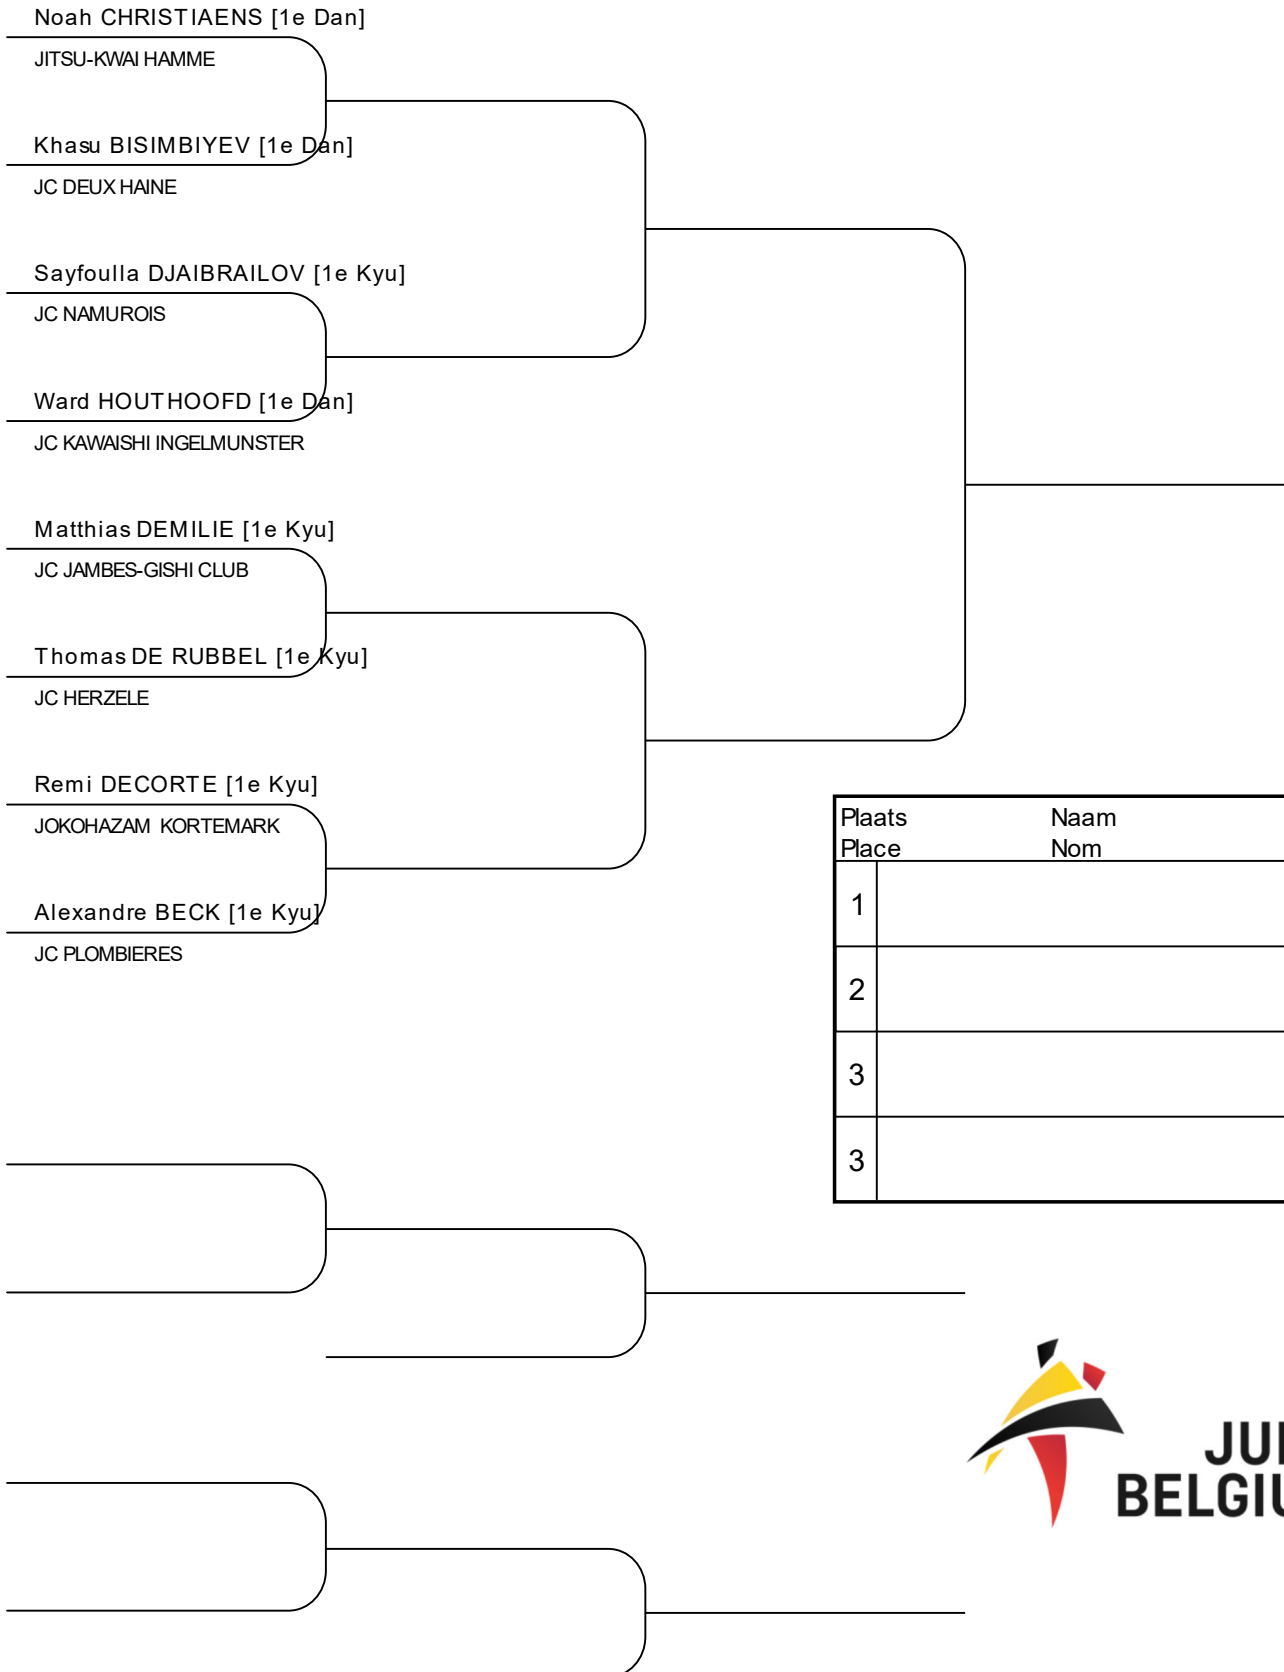 Noah CHRISTIAENS [1e Dan]
JITSU-KWAI HAMME
Khasu BISIMBIYEV [1e Dan]
JC DEUX HAINE
Sayfoulla DJAIBRAILOV [1e Kyu]
JC NAMUROIS
Ward HOUTHOOFD [1e Dan]
JC KAWAISHI INGELMUNSTER
Matthias DEMILIE [1e Kyu]
JC JAMBES-GISHI CLUB
Thomas DE RUBBEL [1e Kyu]
JC HERZELE
Remi DECORTE [1e Kyu]
JOKOHAZAM KORTEMARK
Alexandre BECK [1e Kyu]
JC PLOMBIERES
Plaats Naam
Place Nom
1
2
3
3